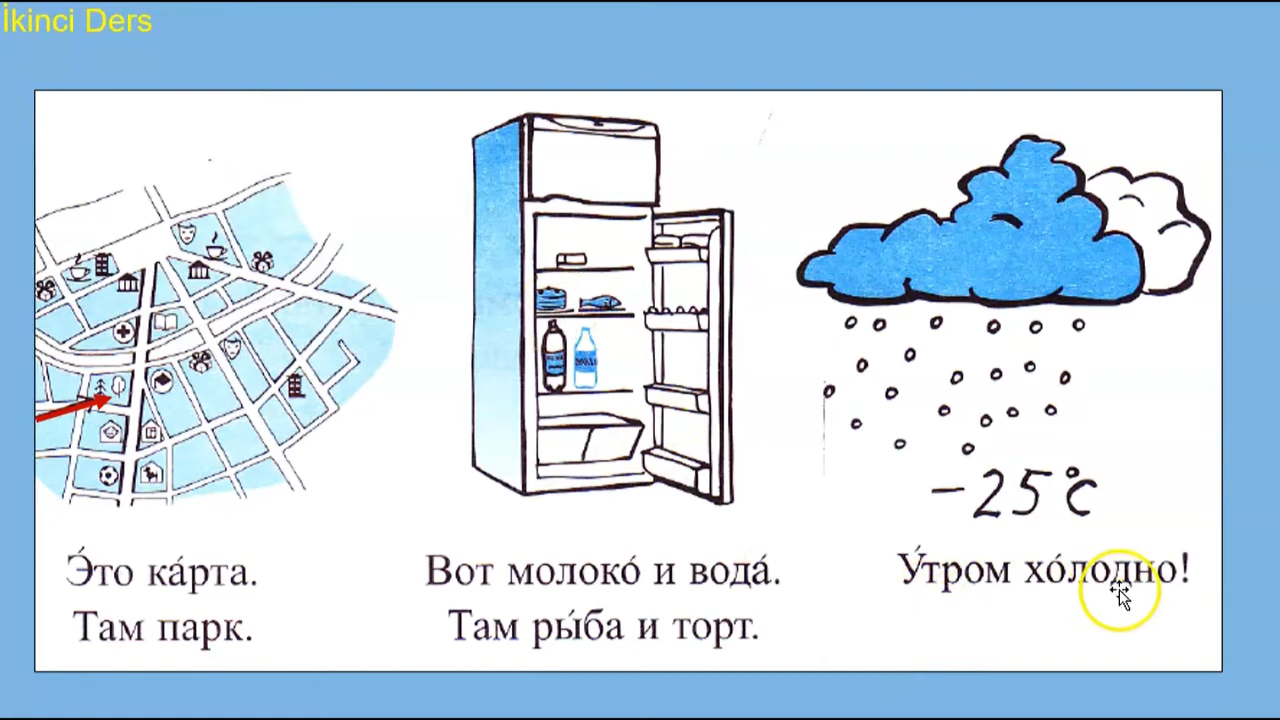 İkinci Ders
-25°C
Э́то ка́рта.
Там парк.
Вот молоко́ и вода́.
Там ры́ба и торт.
У́тром хо́лодно!